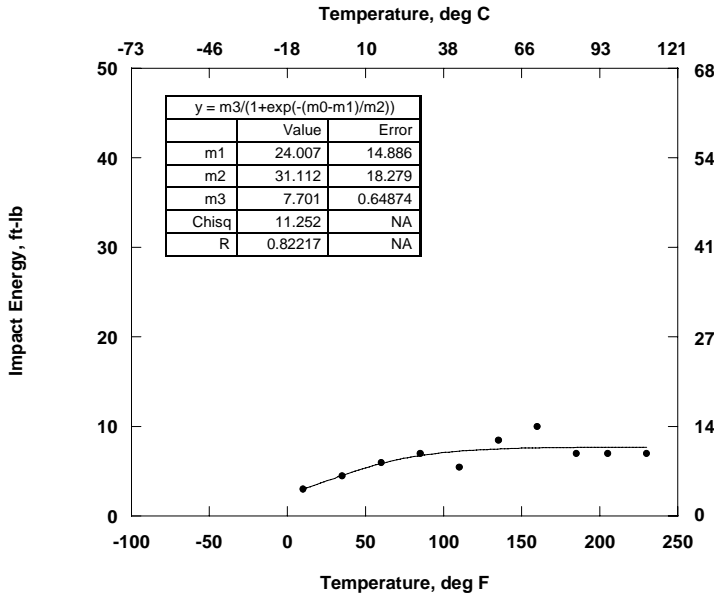 Temperature, deg C
-73 -46 -18 10 38 66 93 121
50 68
y = m3/(1+exp(-(m0-m1)/m2))
Value Error
m1 24.007 14.886
m2 31.112 18.279
m3 7.701 0.64874
Chisq 11.252 NA
R 0.82217 NA
40 54
30 41
20 27
10 14
0 0
Impact Energy, ft-lb
-100 -50 0 50 100 150 200 250
Temperature, deg F